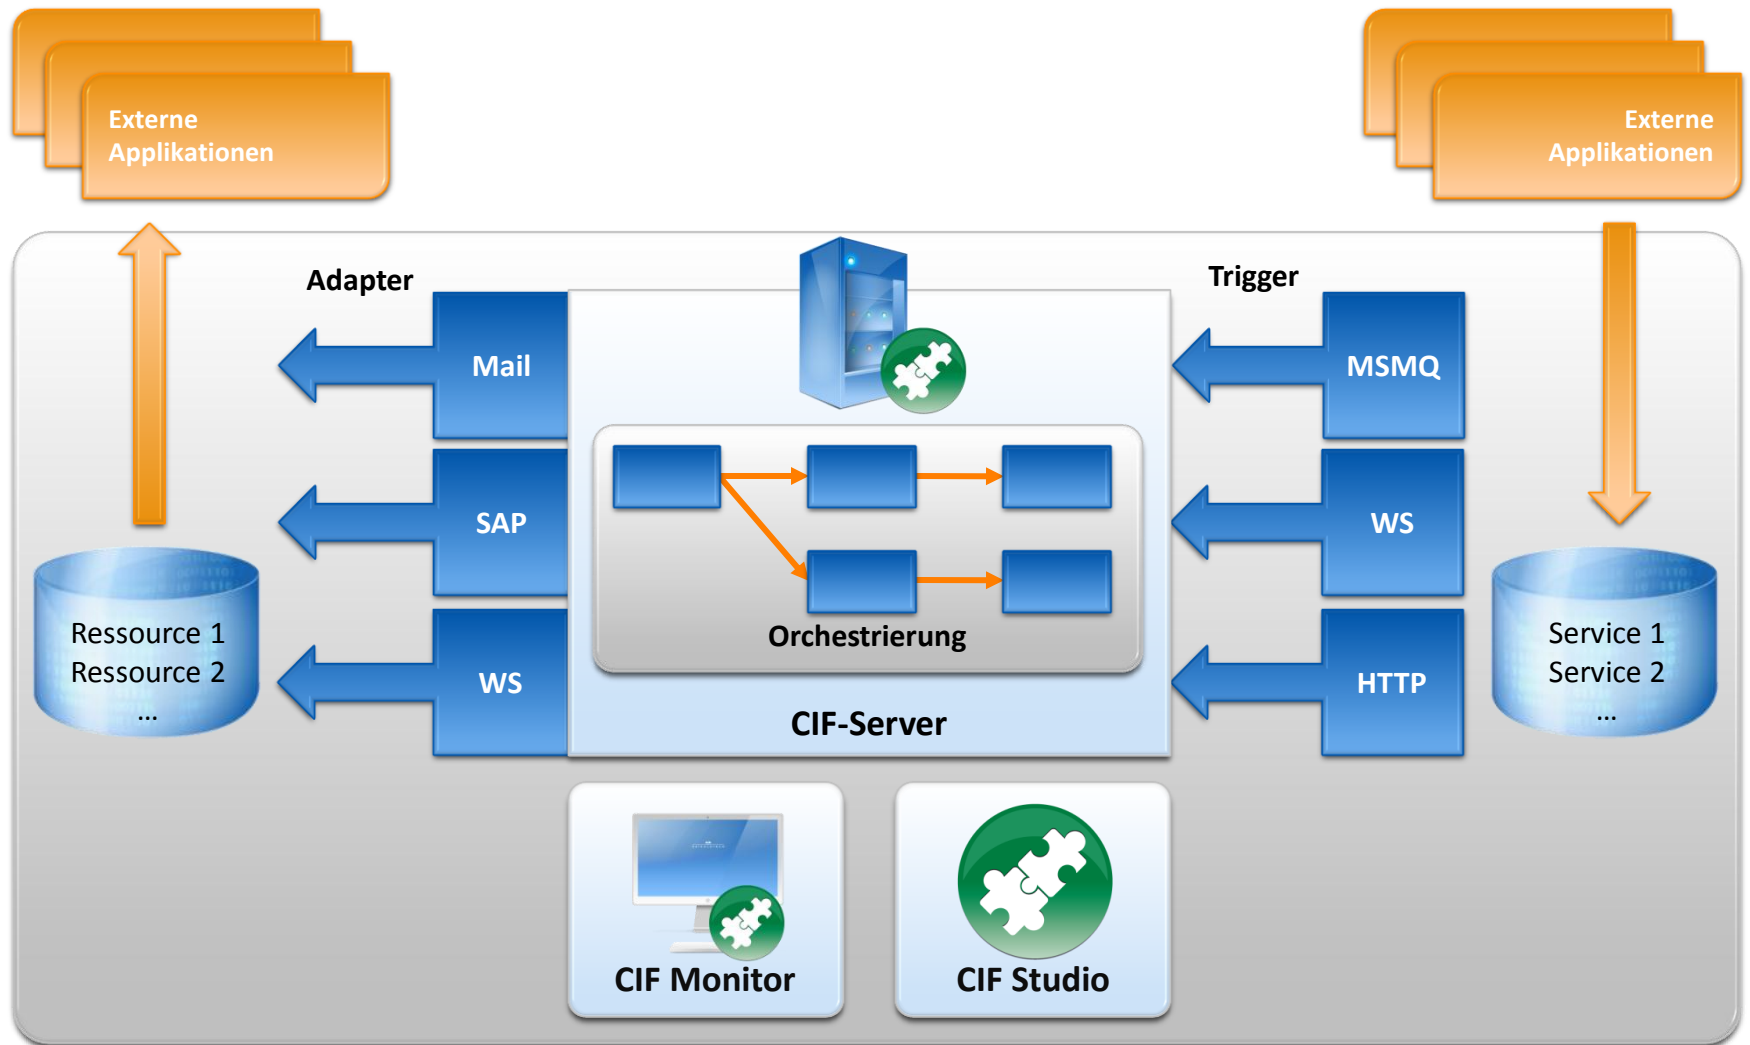 Externe
Applikationen
Externe
Applikationen
Adapter
Trigger
Mail
MSMQ
SAP
WS
Orchestrierung
Ressource 1
Ressource 2
...
WS
HTTP
Service 1
Service 2
...
CIF-Server
CIF Monitor
CIF Studio